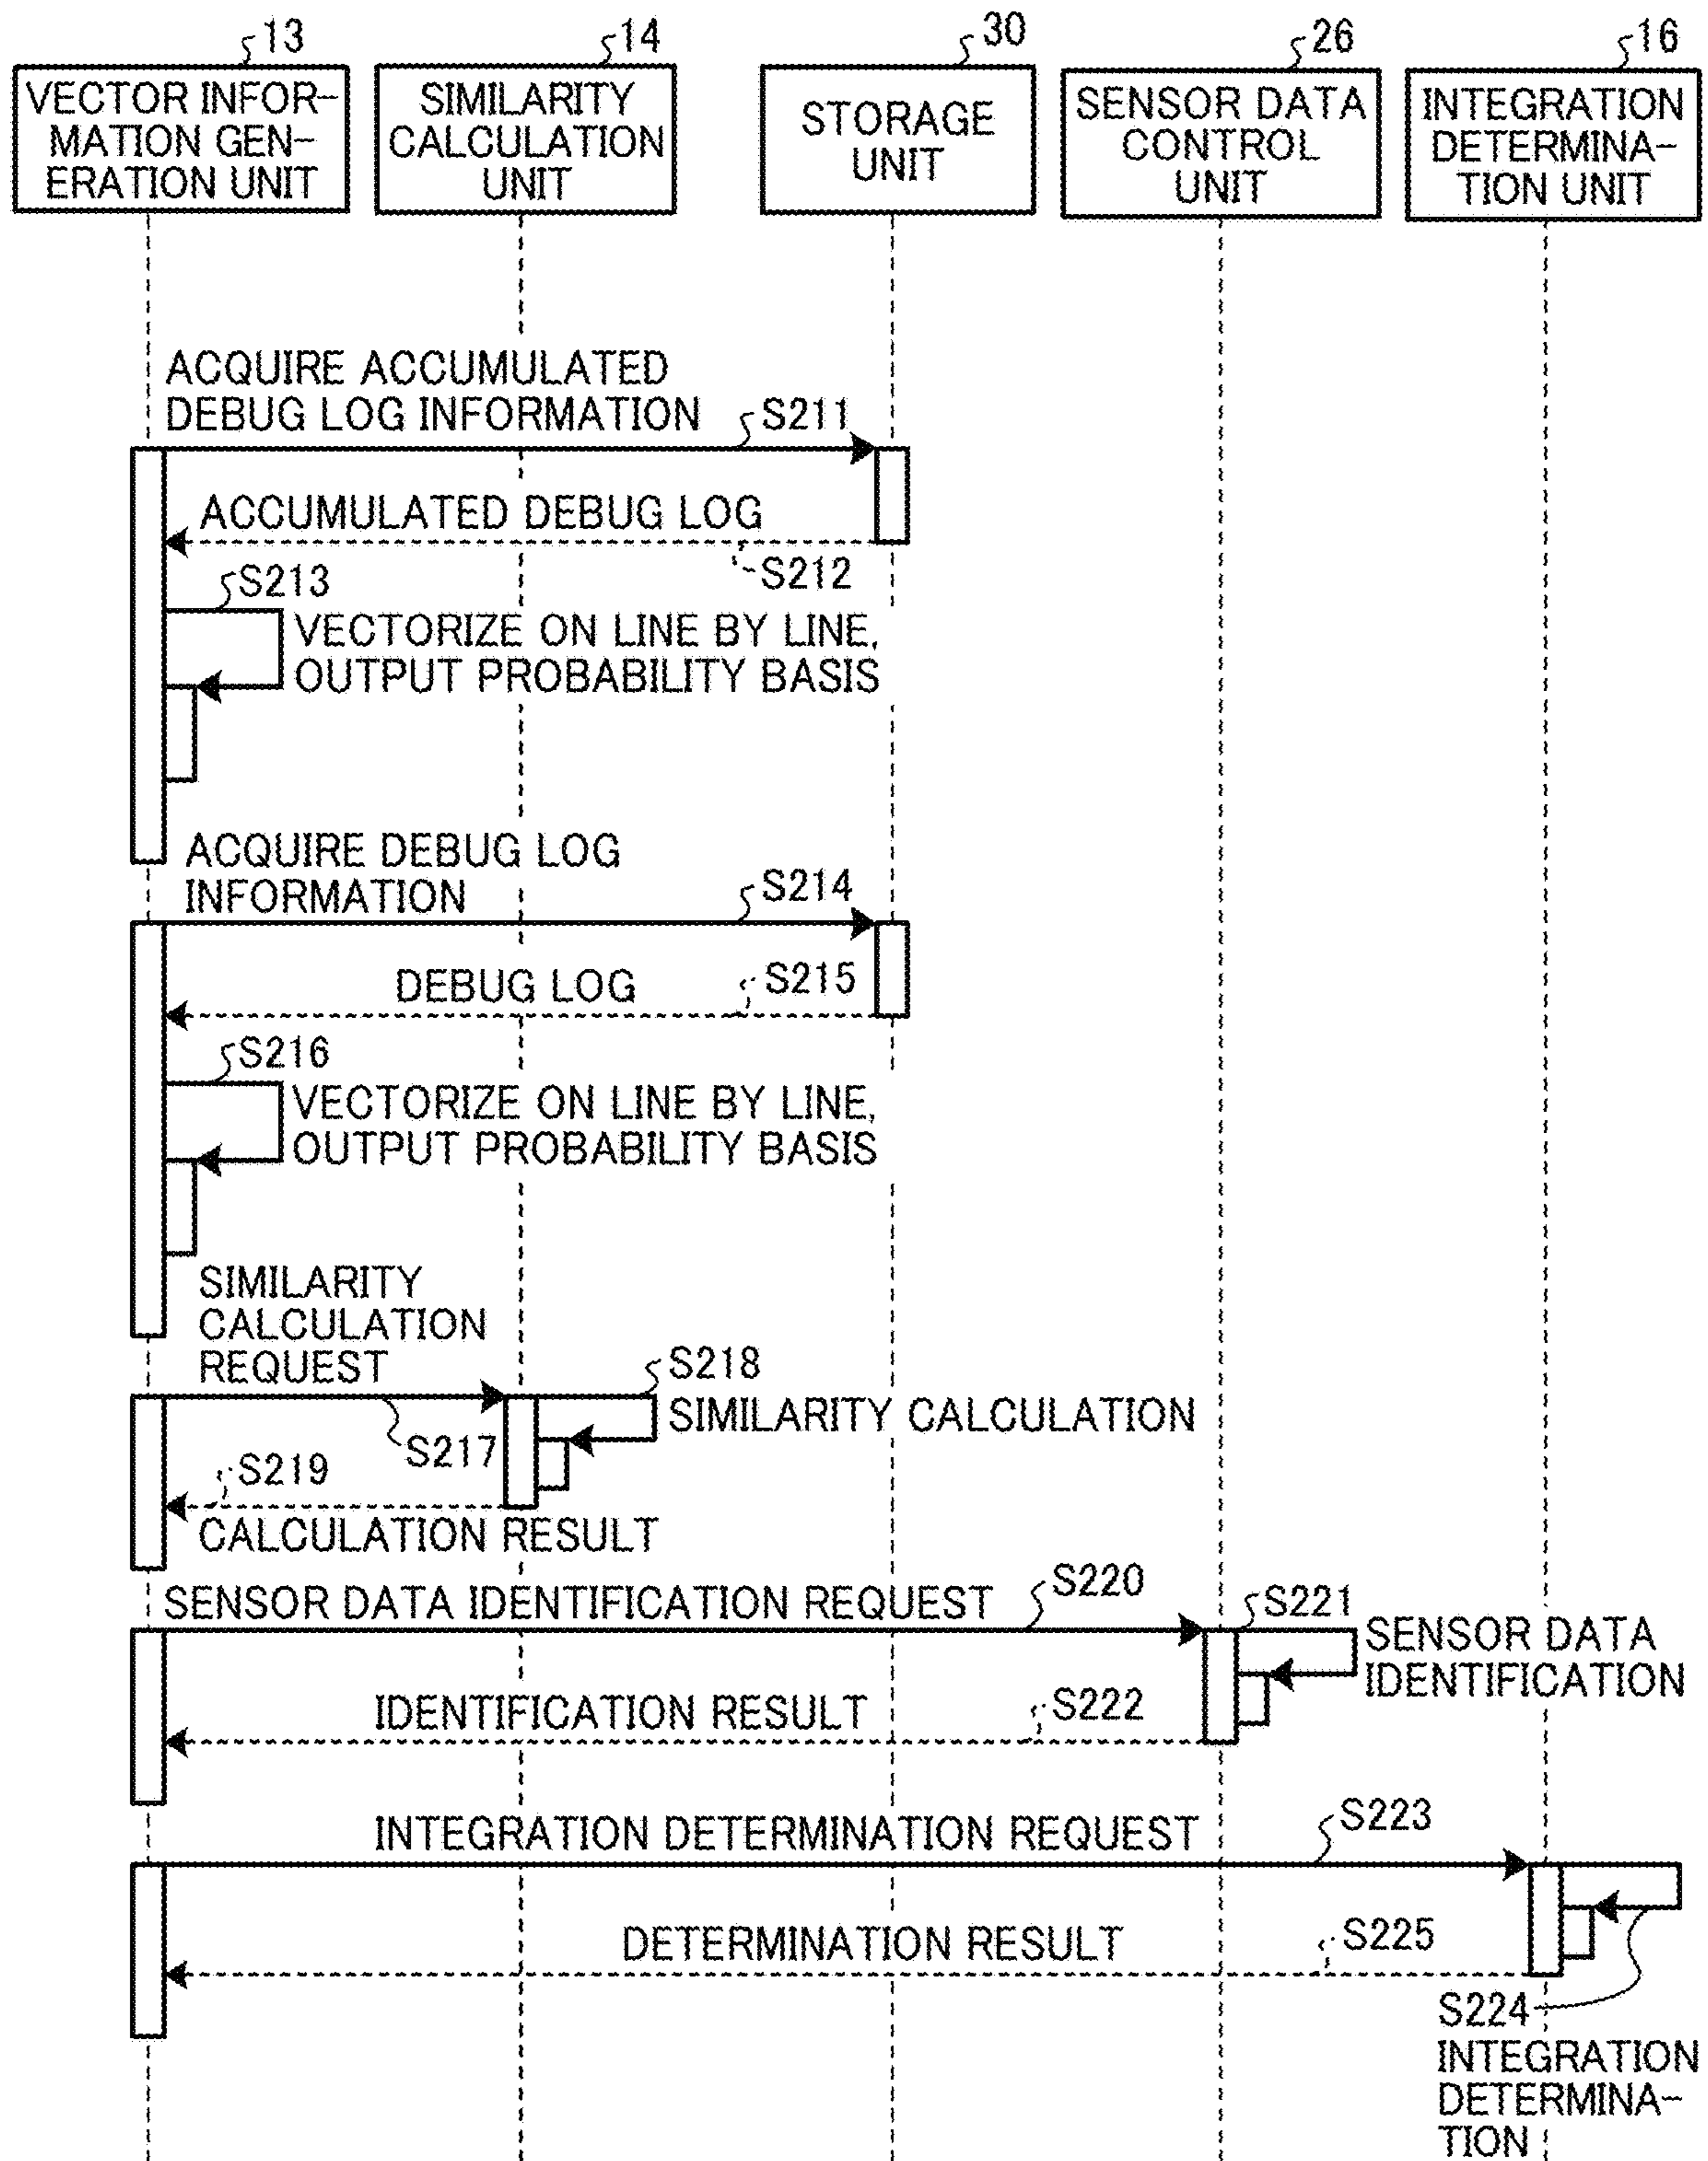 13
14
30
26
16
VECTOR INFOR-
MATION GEN-
ERATION UNIT
SIMILARITY
CALCULATION
UNIT
STORAGE
UNIT
SENSOR DATA
CONTROL
UNIT
INTEGRATION
DETERMINA-
TION UNIT
ACQUIRE ACCUMULATED
DEBUG LOG INFORMATION
S211
ACCUMULATED DEBUG LOG
S212
S213
VECTORIZE ON LINE BY LINE,
OUTPUT PROBABILITY BASIS
ACQUIRE DEBUG LOG
INFORMATION
S214
DEBUG LOG
S215
S216
VECTORIZE ON LINE BY LINE,
OUTPUT PROBABILITY BASIS
SIMILARITY
CALCULATION
REQUEST
S217
S218
SIMILARITY CALCULATION
S219
CALCULATION RESULT
SENSOR DATA IDENTIFICATION REQUEST
S220
S221
SENSOR DATA
IDENTIFICATION
IDENTIFICATION RESULT
S222
INTEGRATION DETERMINATION REQUEST
S223
DETERMINATION RESULT
S225
S224
INTEGRATION
DETERMINA-
TION